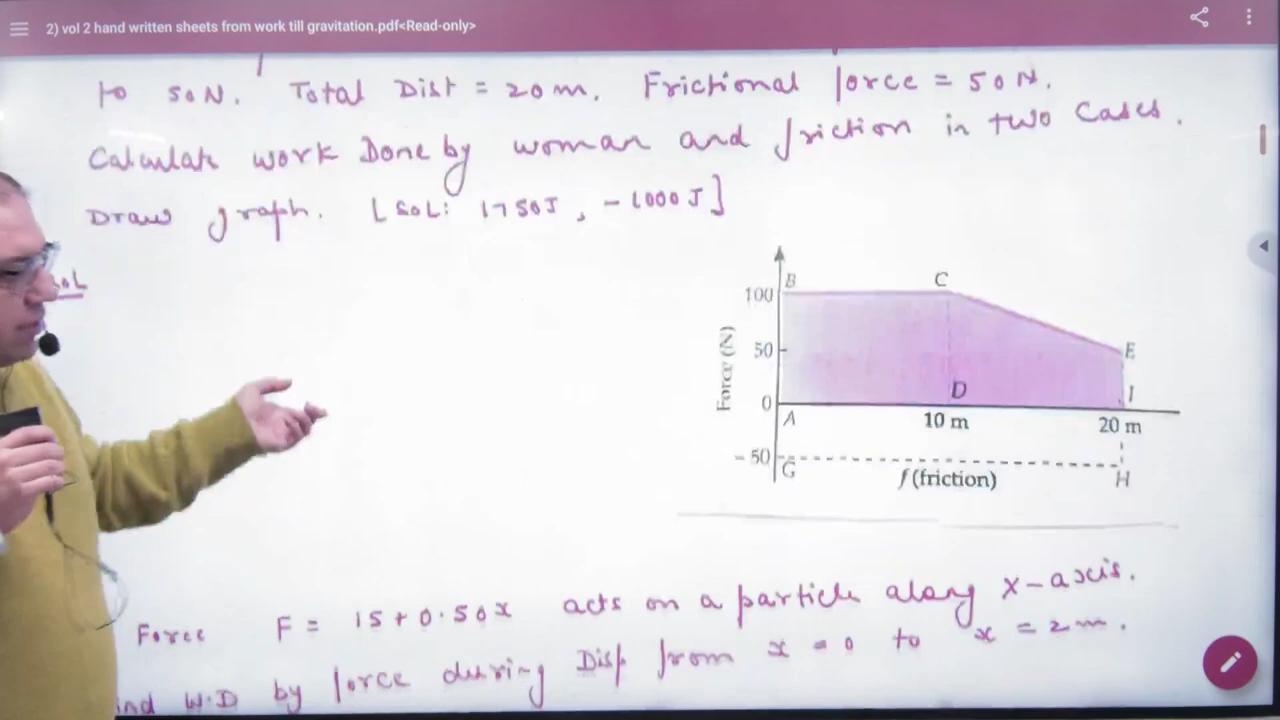 2) vol 2 hand written sheets from work till gravitation.pdf<Read-only>
to 50N. Total Dist = 20m. Frictional force = 50N.
Calculate work Done by woman and friction in two Cases.
Draw graph. [SOL: 1750J, -1000J]
SOL
B
C
100
50
E
Force (N)
D
I
0
A
10 m
20 m
-50
G
f (friction)
H
Force F = 15+0.50x acts on a particle along X-axis.
ind W.D by force during Disp from x = 0 to x = 2m.